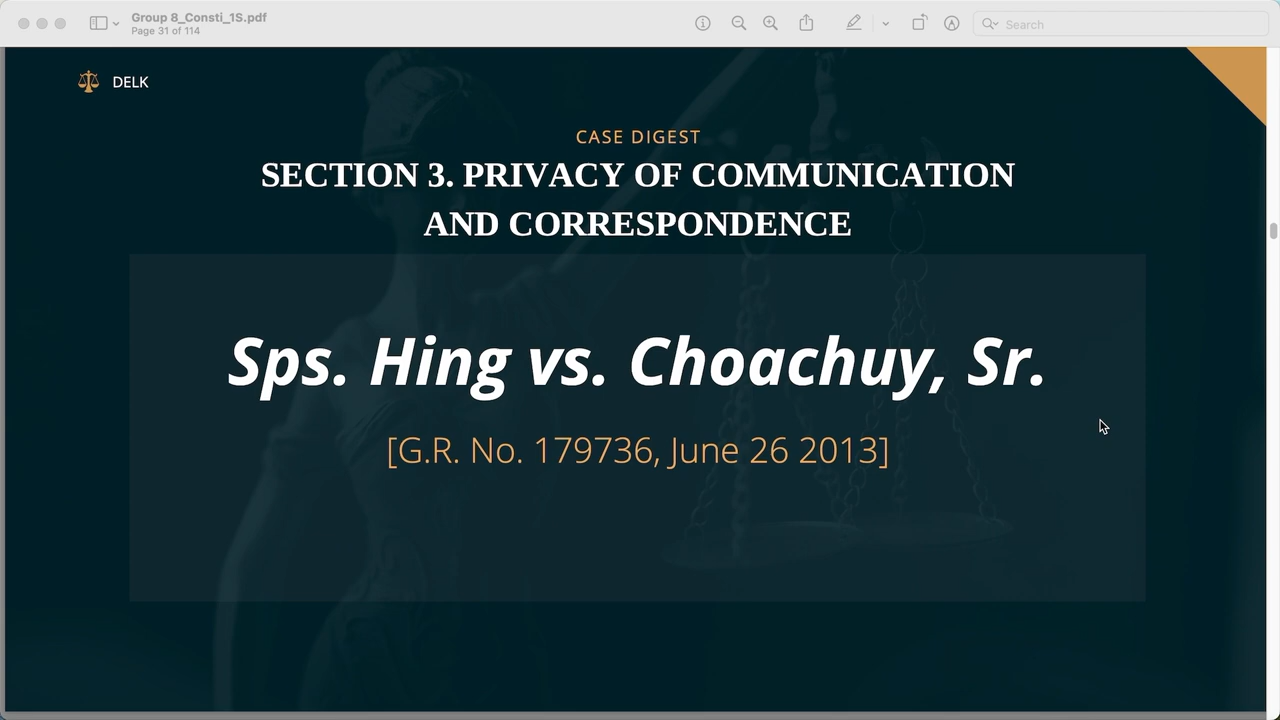 Group 8_Consti_1S.pdf
Page 31 of 114
Search
DELK
CASE DIGEST
SECTION 3. PRIVACY OF COMMUNICATION
AND CORRESPONDENCE
Sps. Hing vs. Choachuy, Sr.
[G.R. No. 179736, June 26 2013]